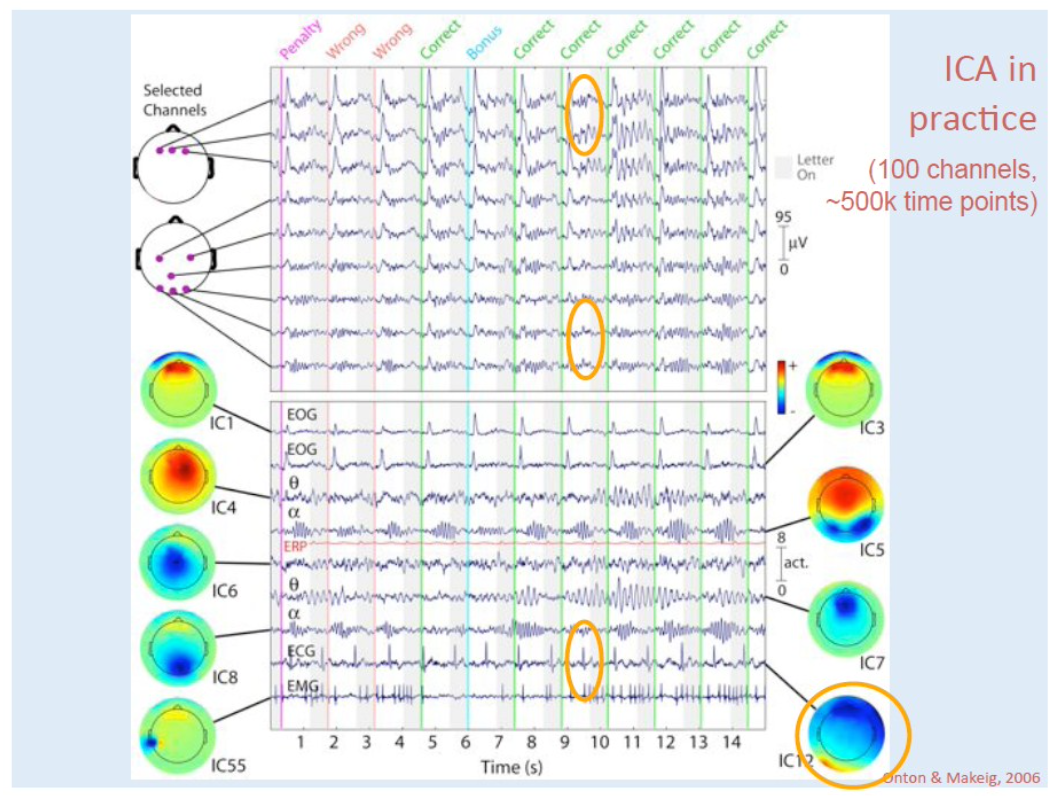 Penalty
Wrong
Wrong
Correct
Bonus
Correct
Correct
Correct
Correct
Correct
Correct
ICA in
practice
(100 channels,
~500k time points)
Selected
Channels
Letter
On
95
µV
0
+
-
IC1
IC4
IC6
IC8
IC55
EOG
EOG
θ
α
ERP
θ
α
ECG
EMG
IC3
IC5
8
act.
0
IC7
IC12
1 2 3 4 5 6 7 8 9 10 11 12 13 14
Time (s)
Onton & Makeig, 2006